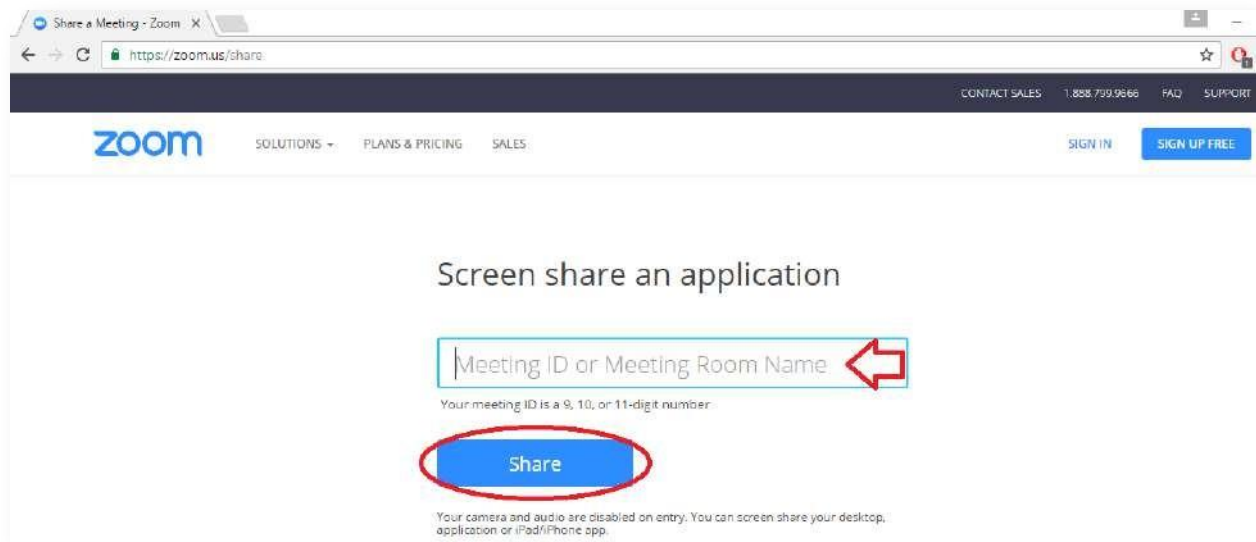 Share a Meeting - Zoom
https://zoom.us/share
CONTACT SALES 1.888.799.9666 FAQ SUPPORT
zoom SOLUTIONS PLANS & PRICING SALES SIGN IN SIGN UP FREE
Screen share an application
Meeting ID or Meeting Room Name
Your meeting ID is a 9, 10, or 11-digit number
Share
Your camera and audio are disabled on entry. You can screen share your desktop,
application or iPad/iPhone app.